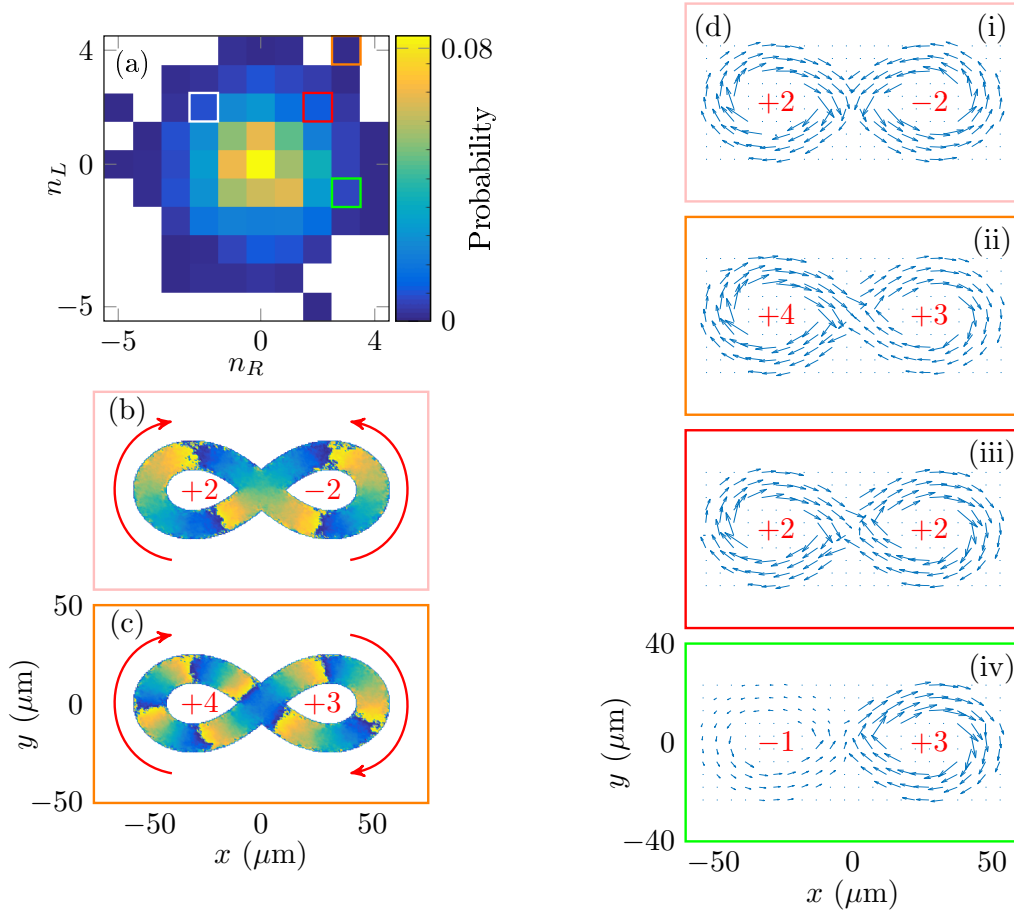 (a)
4
0
−5
n_L
−5
0
4
n_R
0.08
0
Probability
(b)
+2
−2
(c)
+4
+3
50
0
−50
y (μm)
−50
0
50
x (μm)
(d)
(i)
+2
−2
(ii)
+4
+3
(iii)
+2
+2
(iv)
−1
+3
40
0
−40
y (μm)
−50
0
50
x (μm)